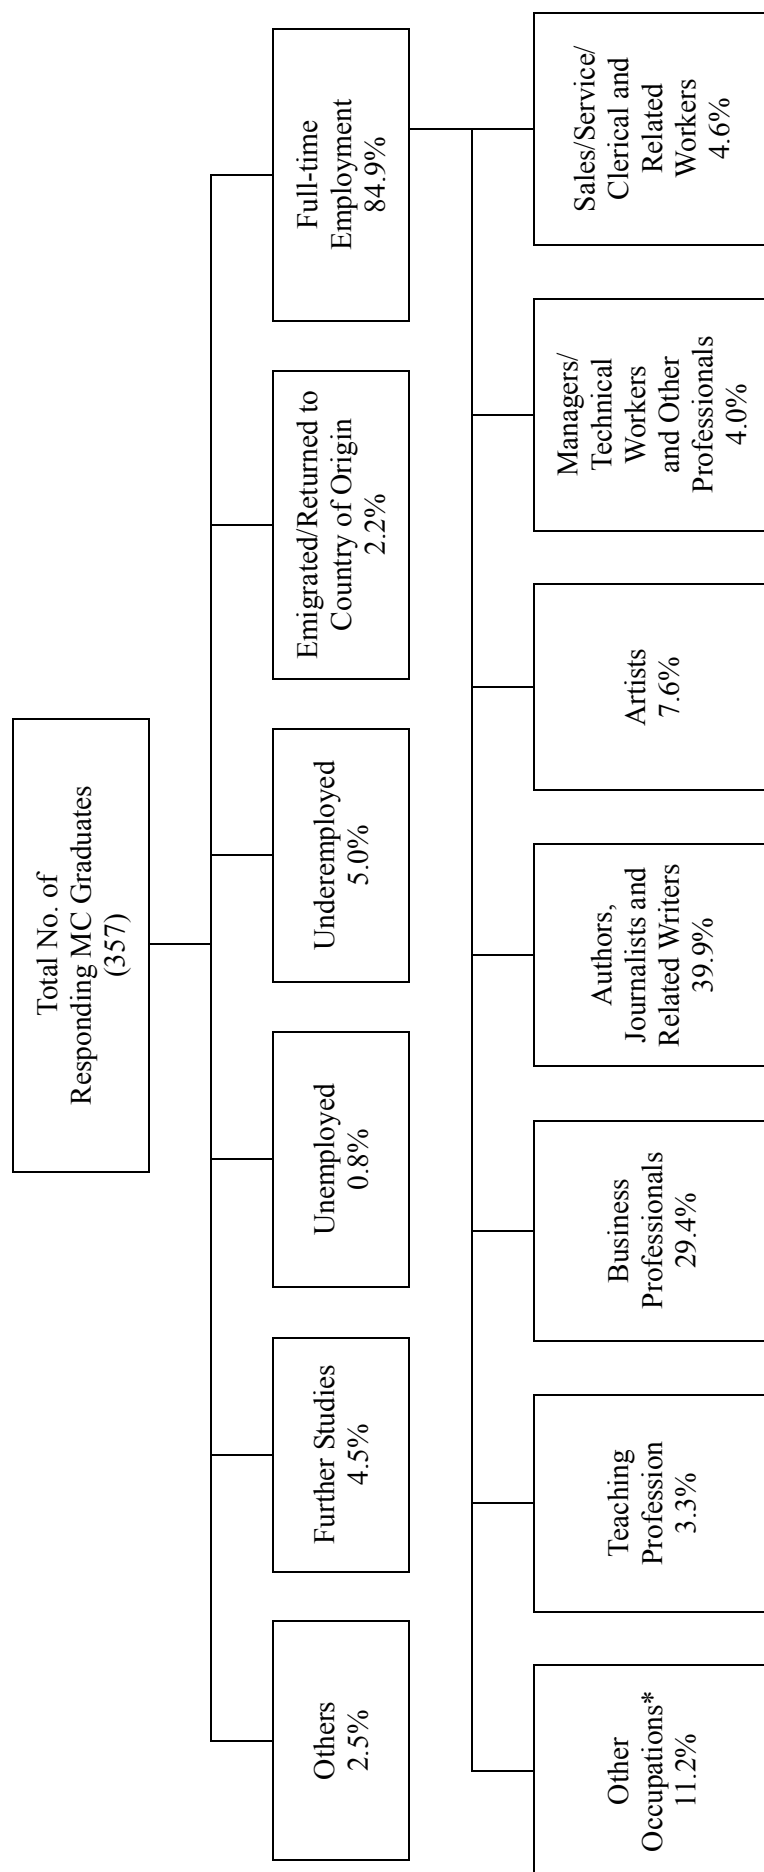 Total No. of
Responding MC Graduates
(357)
Others
2.5%
Further Studies
4.5%
Unemployed
0.8%
Underemployed
5.0%
Emigrated/Returned to
Country of Origin
2.2%
Full-time
Employment
84.9%
Other
Occupations*
11.2%
Teaching
Profession
3.3%
Business
Professionals
29.4%
Authors,
Journalists and
Related Writers
39.9%
Artists
7.6%
Managers/
Technical
Workers
and Other
Professionals
4.0%
Sales/Service/
Clerical and
Related
Workers
4.6%